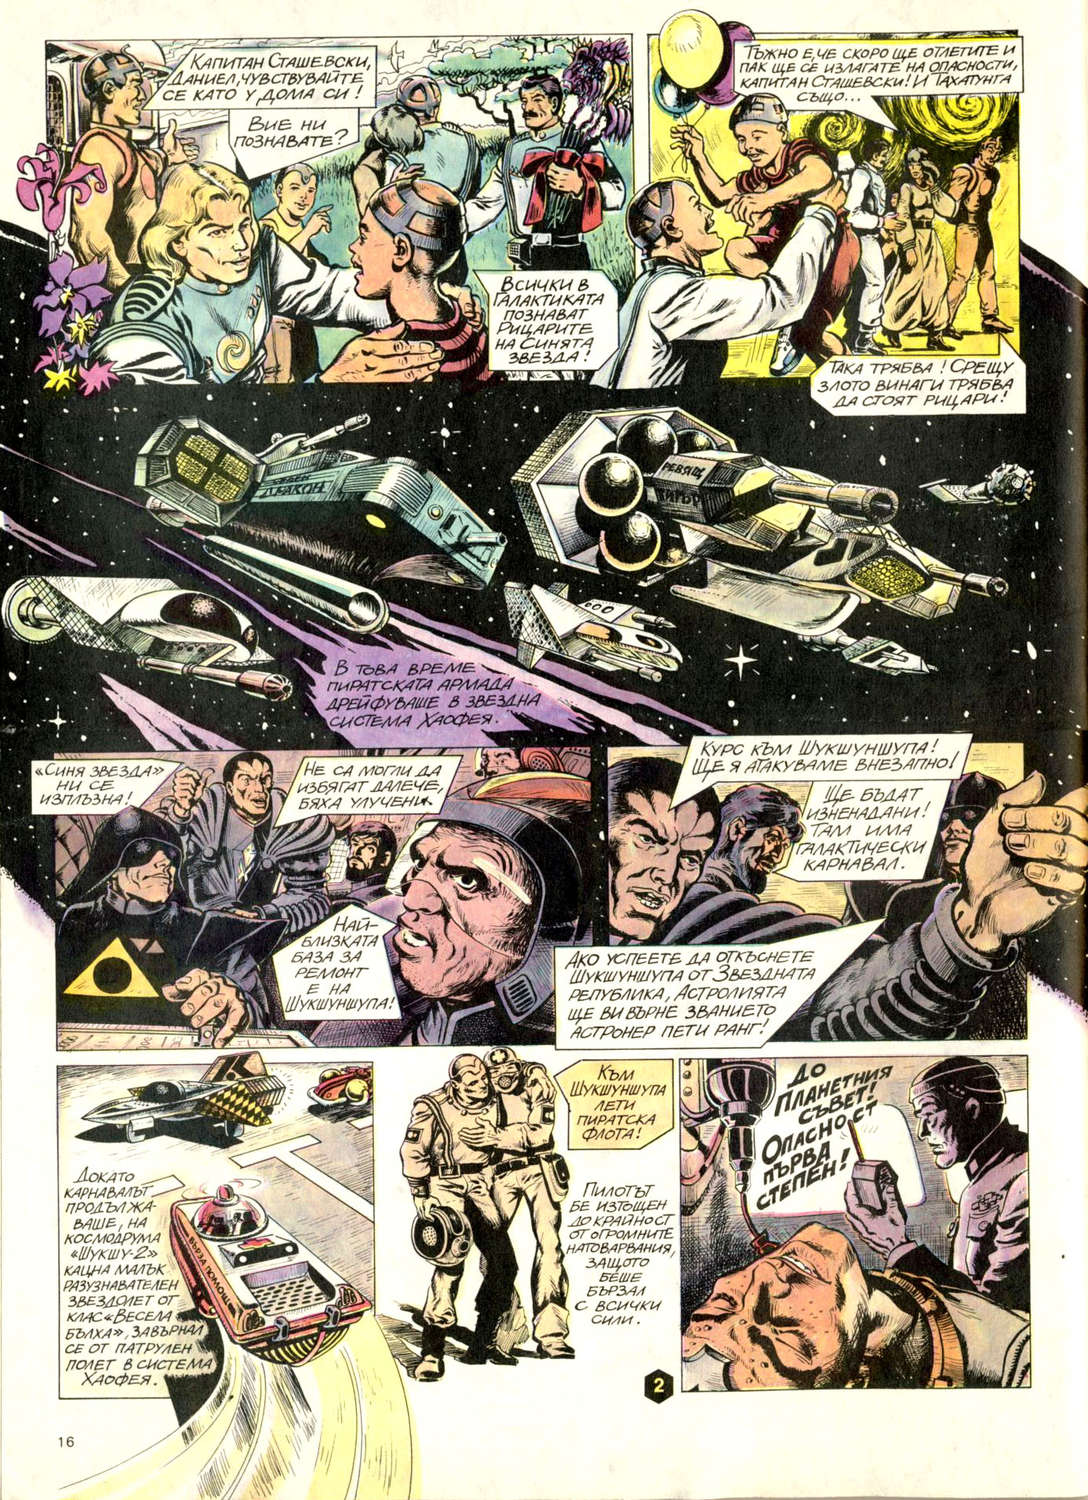 КАПИТАН СТАШЕВСКИ,
ДАНИЕЛ, ЧУВСТВУВАЙТЕ
СЕ КАТО У ДОМА СИ!
ВИЕ НИ
ПОЗНАВАТЕ?
ВСИЧКИ В
ГАЛАКТИКАТА
ПОЗНАВАТ
РИЦАРИТЕ
НА СИНЯТА
ЗВЕЗДА!
ТЪЖНО Е, ЧЕ СКОРО ЩЕ ОТЛЕТИТЕ И
ПАК ЩЕ СЕ ИЗЛАГАТЕ НА ОПАСНОСТИ,
КАПИТАН СТАШЕВСКИ! И ТАХАТУНГА
СЪЩО...
ТАКА ТРЯБВА! СРЕЩУ
ЗЛОТО ВИНАГИ ТРЯБВА
ДА СТОЯТ РИЦАРИ!
ДРАКОН
РЕВЯЩ
ТИГЪР
В ТОВА ВРЕМЕ
ПИРАТСКАТА АРМАДА
ДРЕЙФУВАШЕ В ЗВЕЗДНА
СИСТЕМА ХАОФЕЯ.
«СИНЯ ЗВЕЗДА»
НИ СЕ
ИЗПЛЪЗНА!
НЕ СА МОГЛИ ДА
ИЗБЯГАТ ДАЛЕЧЕ,
БЯХА УЛУЧЕНИ.
НАЙ-
БЛИЗКАТА
БАЗА ЗА
РЕМОНТ
Е НА
ШУКШУНШУПА!
КУРС КЪМ ШУКШУНШУПА!
ЩЕ Я АТАКУВАМЕ ВНЕЗАПНО!
ЩЕ БЪДАТ
ИЗНЕНАДАНИ!
ТАМ ИМА
ГАЛАКТИЧЕСКИ
КАРНАВАЛ.
АКО УСПЕЕТЕ ДА ОТКЪСНЕТЕ
ШУКШУНШУПА ОТ ЗВЕЗДНАТА
РЕПУБЛИКА, АСТРОЛИЯТА
ЩЕ ВИ ВЪРНЕ ЗВАНИЕТО
АСТРОНЕР ПЕТИ РАНГ!
ДОКАТО
КАРНАВАЛЪТ
ПРОДЪЛЖА-
ВАШЕ, НА
КОСМОДРУМА
«ШУКШУ-2»
КАЦНА МАЛЪК
РАЗУЗНАВАТЕЛЕН
ЗВЕЗДОЛЕТ ОТ
КЛАС «ВЕСЕЛА
БЪЛХА», ЗАВЪРНАЛ
СЕ ОТ ПАТРУЛЕН
ПОЛЕТ В СИСТЕМА
ХАОФЕЯ.
БЪРЗА ПОМОЩ
КЪМ
ШУКШУНШУПА
ЛЕТИ
ПИРАТСКА
ФЛОТА!
ПИЛОТЪТ
БЕ ИЗТОЩЕН
ДО КРАЙНОСТ
ОТ ОГРОМНИТЕ
НАТОВАРВАНИЯ,
ЗАЩОТО
БЕШЕ
БЪРЗАЛ
С ВСИЧКИ
СИЛИ.
ДО
ПЛАНЕТНИЯ
СЪВЕТ!
ОПАСНОСТ
ПЪРВА
СТЕПЕН!
2
16